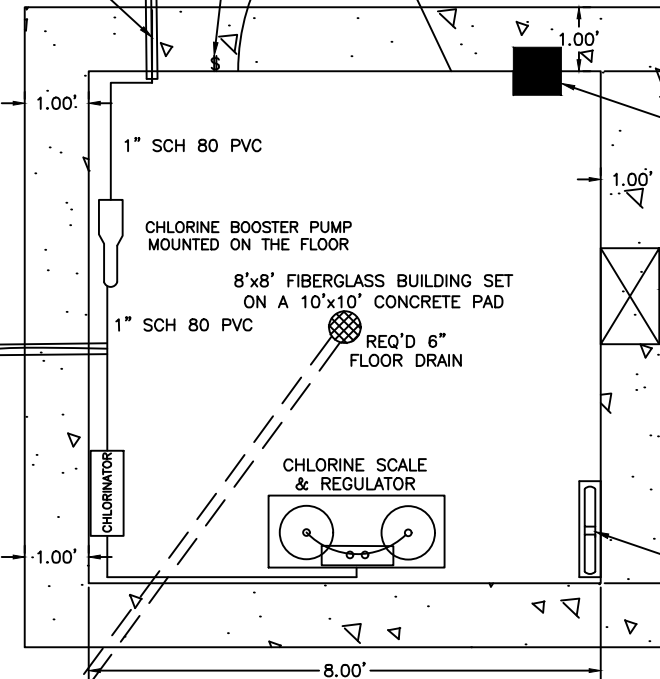 1.00'
$
1.00'
1" SCH 80 PVC
1.00'
CHLORINE BOOSTER PUMP
MOUNTED ON THE FLOOR
8'x8' FIBERGLASS BUILDING SET
ON A 10'x10' CONCRETE PAD
1" SCH 80 PVC
REQ'D 6"
FLOOR DRAIN
CHLORINATOR
CHLORINE SCALE
& REGULATOR
1.00'
8.00'